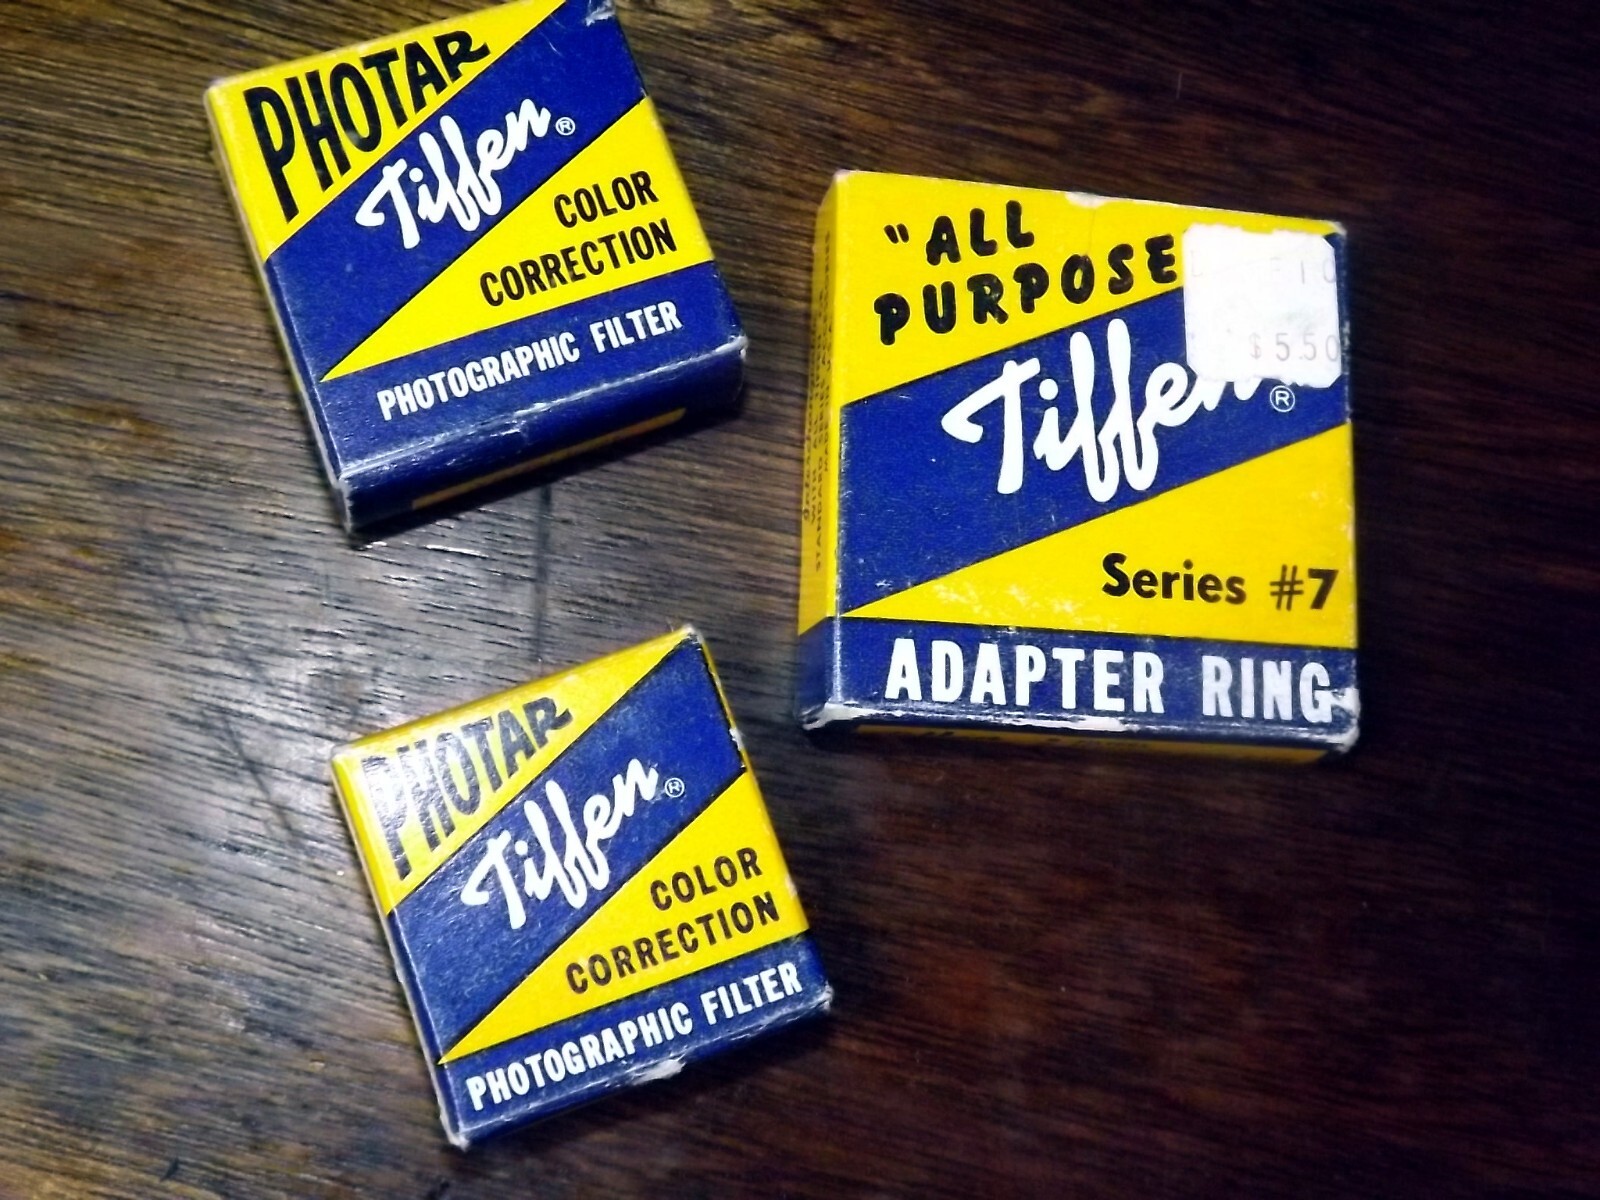 PHOTAR
Tiffen®
COLOR
CORRECTION
PHOTOGRAPHIC FILTER
"ALL
PURPOSE
$5.50
Tiffen®
Series #7
ADAPTER RING
PHOTAR
Tiffen®
COLOR
CORRECTION
PHOTOGRAPHIC FILTER